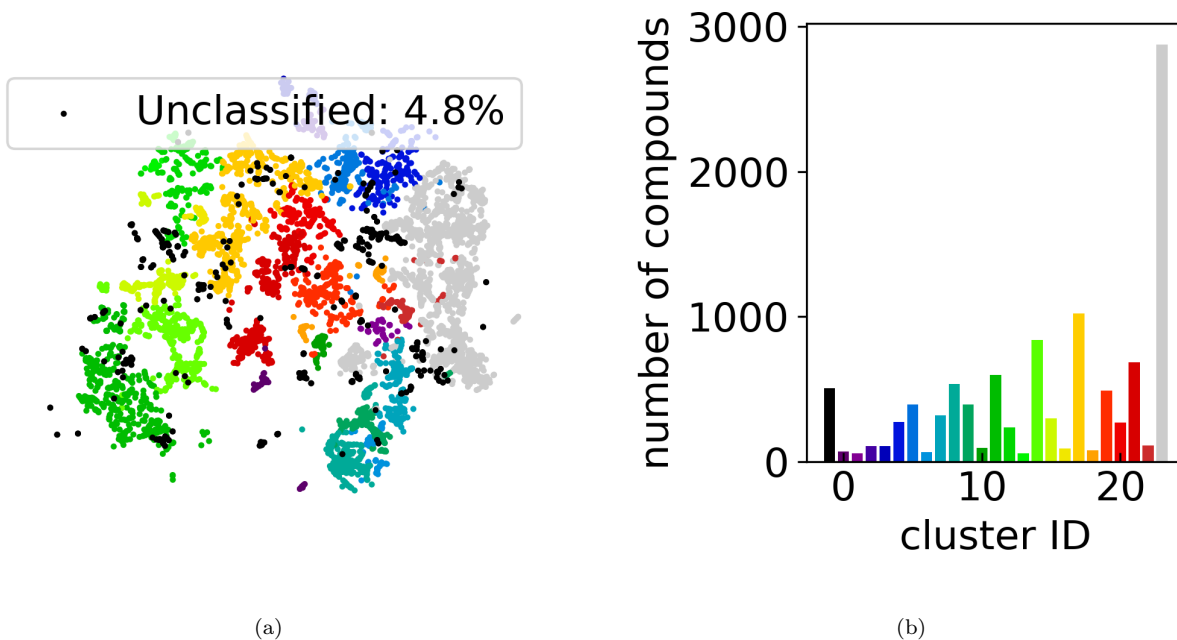 Unclassified: 4.8%
(a)
number of compounds
3000
2000
1000
0
0 10 20
cluster ID
(b)